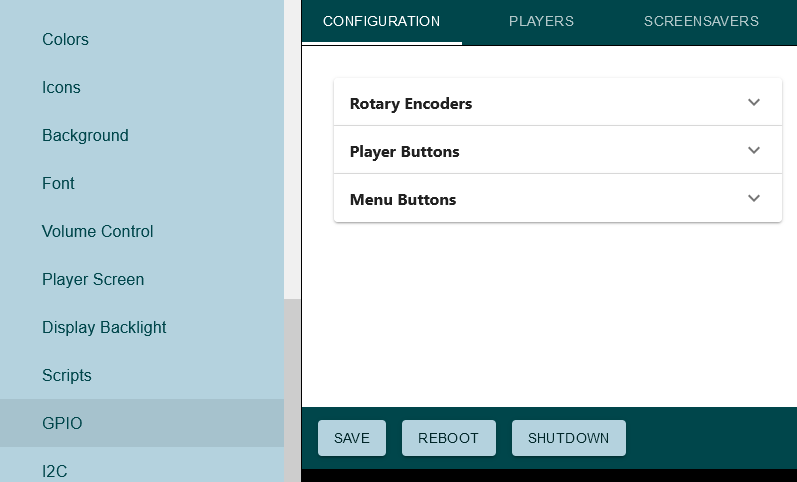 Colors
Icons
Background
Font
Volume Control
Player Screen
Display Backlight
Scripts
GPIO
I2C
CONFIGURATION PLAYERS SCREENSAVERS
Rotary Encoders
Player Buttons
Menu Buttons
SAVE REBOOT SHUTDOWN